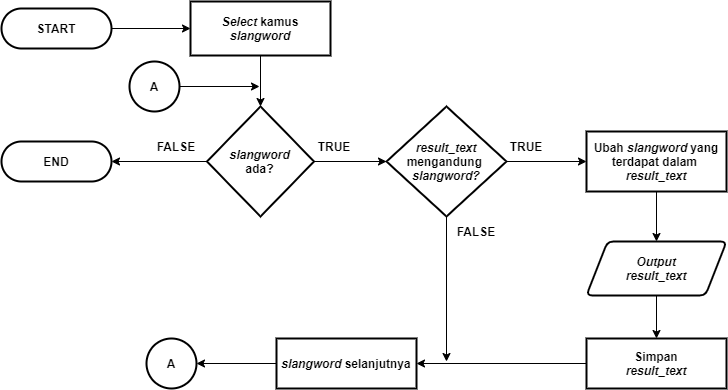 START
Select kamus
slangword
A
END
FALSE
slangword
ada?
TRUE
result_text
mengandung
slangword?
TRUE
Ubah slangword yang
terdapat dalam
result_text
FALSE
Output
result_text
A
slangword selanjutnya
Simpan
result_text